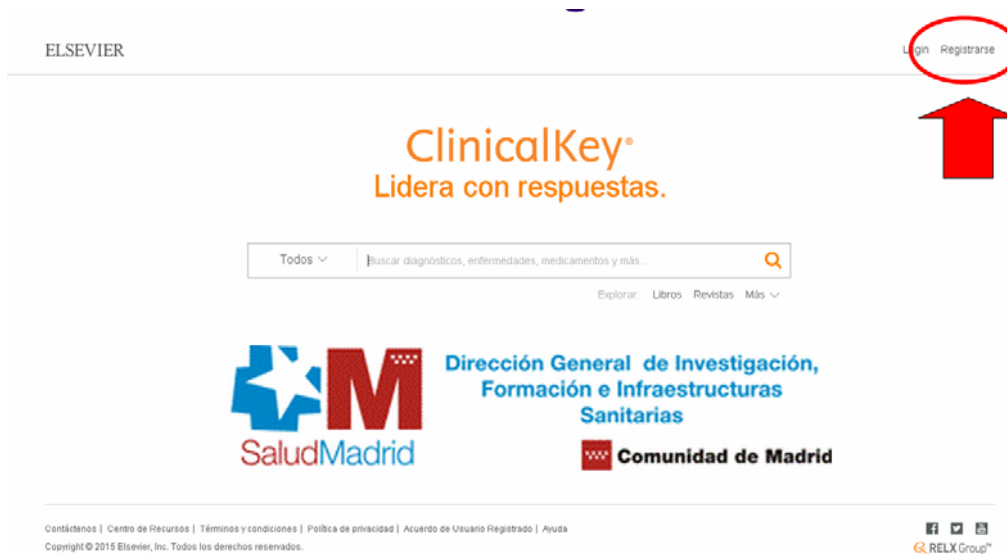 ELSEVIER
Login Registrarse
ClinicalKey®
Lidera con respuestas.
Todos
Buscar diagnósticos, enfermedades, medicamentos y más...
Explorar: Libros Revistas Más
SaludMadrid
Dirección General de Investigación,
Formación e Infraestructuras
Sanitarias
Comunidad de Madrid
Contáctenos | Centro de Recursos | Términos y condiciones | Política de privacidad | Acuerdo de Usuario Registrado | Ayuda
Copyright © 2015 Elsevier, Inc. Todos los derechos reservados.
RELX Group™